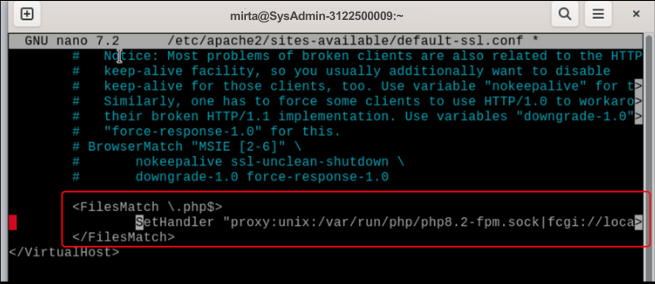 mirta@SysAdmin-3122500009:~
GNU nano 7.2 /etc/apache2/sites-available/default-ssl.conf *
# Notice: Most problems of broken clients are also related to the HTTP
# keep-alive facility, so you usually additionally want to disable
# keep-alive for those clients, too. Use variable "nokeepalive" for t>
# Similarly, one has to force some clients to use HTTP/1.0 to workaro>
# their broken HTTP/1.1 implementation. Use variables "downgrade-1.0">
# "force-response-1.0" for this.
# BrowserMatch "MSIE [2-6]" \
# nokeepalive ssl-unclean-shutdown \
# downgrade-1.0 force-response-1.0
<FilesMatch \.php$>
SetHandler "proxy:unix:/var/run/php/php8.2-fpm.sock|fcgi://loca>
</FilesMatch>
</VirtualHost>